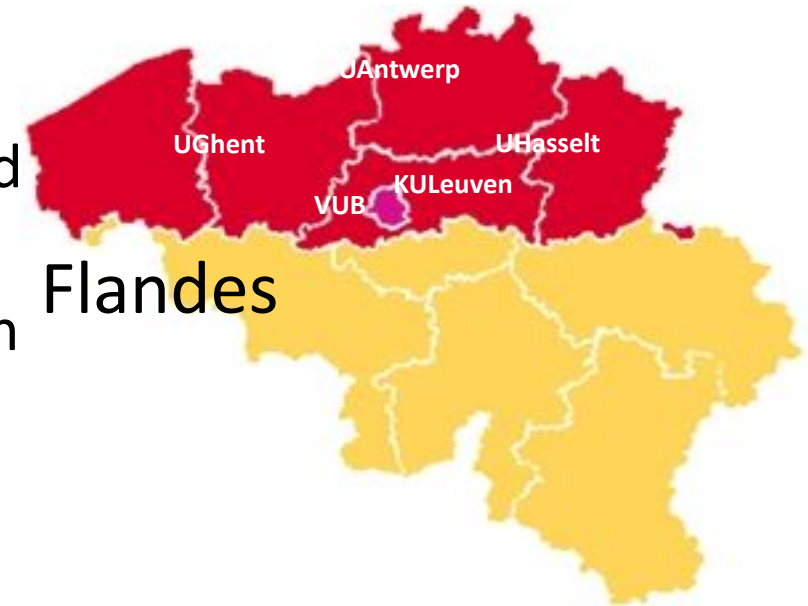 UAntwerp
UGhent
UHasselt
d
KULeuven
VUB
Flandes
n